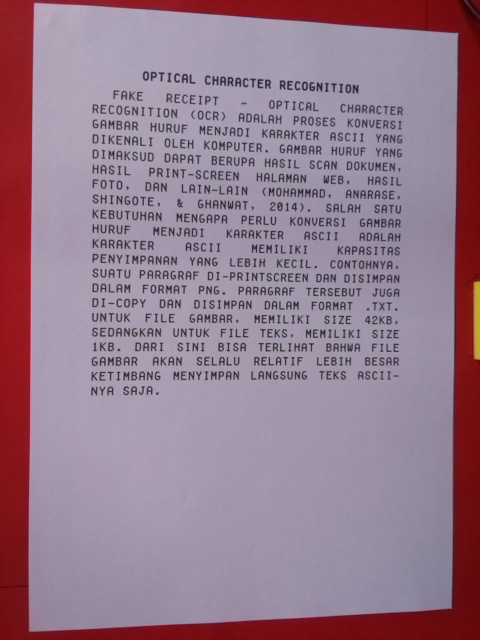 OPTICAL CHARACTER RECOGNITION
FAKE RECEIPT - OPTICAL CHARACTER
RECOGNITION (OCR) ADALAH PROSES KONVERSI
GAMBAR HURUF MENJADI KARAKTER ASCII YANG
DIKENALI OLEH KOMPUTER. GAMBAR HURUF YANG
DIMAKSUD DAPAT BERUPA HASIL SCAN DOKUMEN,
HASIL PRINT-SCREEN HALAMAN WEB, HASIL
FOTO, DAN LAIN-LAIN (MOHAMMAD, ANARASE,
SHINGOTE, & GHANWAT, 2014). SALAH SATU
KEBUTUHAN MENGAPA PERLU KONVERSI GAMBAR
HURUF MENJADI KARAKTER ASCII ADALAH
KARAKTER ASCII MEMILIKI KAPASITAS
PENYIMPANAN YANG LEBIH KECIL. CONTOHNYA,
SUATU PARAGRAF DI-PRINTSCREEN DAN DISIMPAN
DALAM FORMAT PNG. PARAGRAF TERSEBUT JUGA
DI-COPY DAN DISIMPAN DALAM FORMAT .TXT.
UNTUK FILE GAMBAR, MEMILIKI SIZE 42KB,
SEDANGKAN UNTUK FILE TEKS, MEMILIKI SIZE
1KB. DARI SINI BISA TERLIHAT BAHWA FILE
GAMBAR AKAN SELALU RELATIF LEBIH BESAR
KETIMBANG MENYIMPAN LANGSUNG TEKS ASCII-
NYA SAJA.